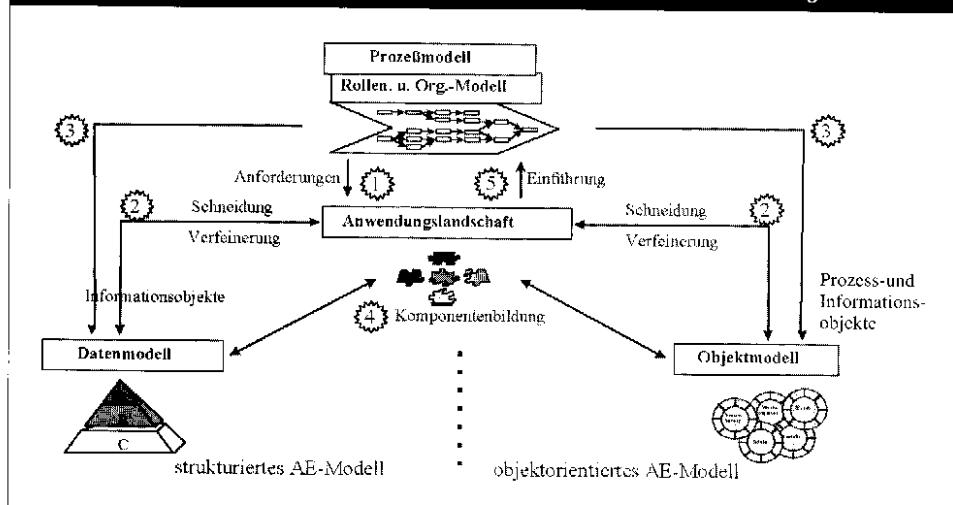 Prozeßmodell
Rollen. u. Org.-Modell
3
3
Anforderungen
1
5
Einführung
2
Schneidung
Verfeinerung
Anwendungslandschaft
Schneidung
2
Verfeinerung
Informationsobjekte
4
Komponentenbildung
Prozess-und
Informations-
objekte
Datenmodell
Objektmodell
C
strukturiertes AE-Modell
objektorientiertes AE-Modell